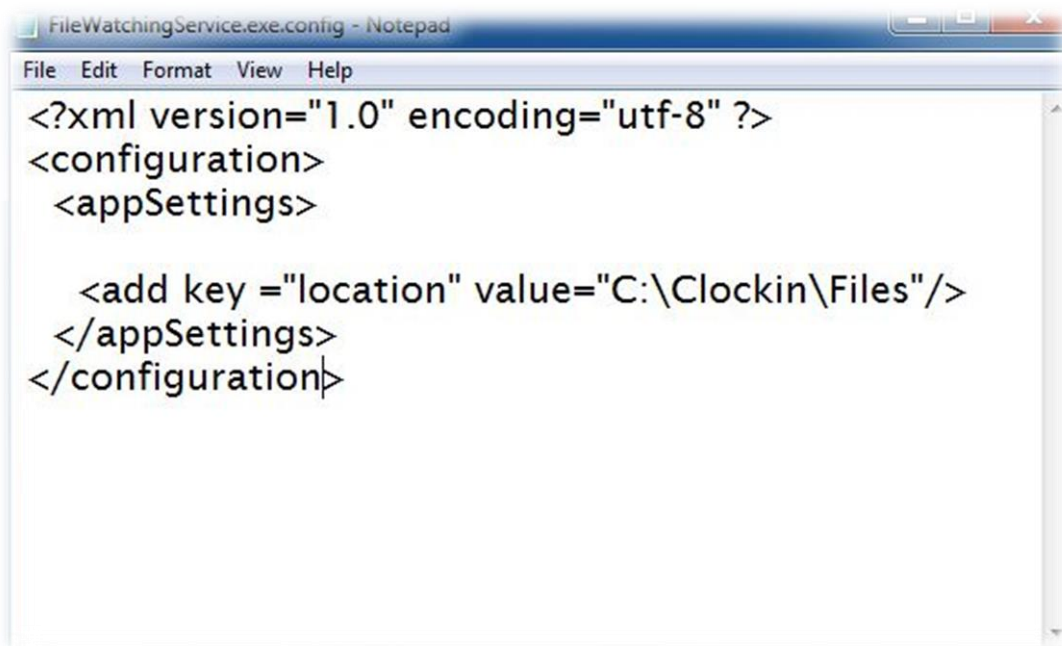 FileWatchingService.exe.config - Notepad
File Edit Format View Help
<?xml version="1.0" encoding="utf-8" ?>
<configuration>
<appSettings>
<add key ="location" value="C:\Clockin\Files"/>
</appSettings>
</configuration>